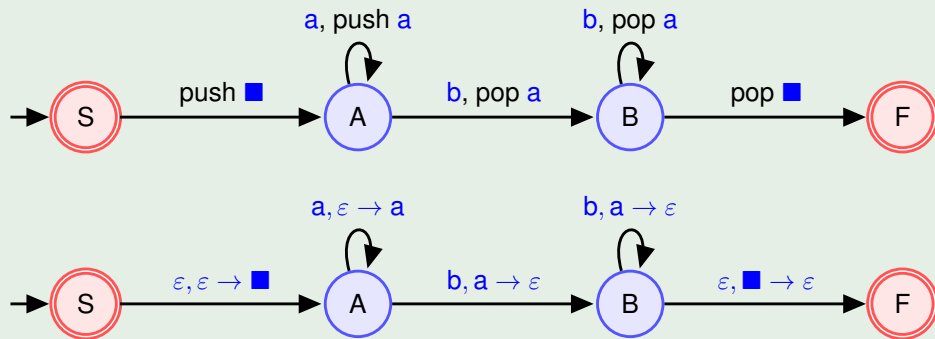 a, push a
b, pop a
S
push ■
A
b, pop a
B
pop ■
F
a, ε → a
b, a → ε
S
ε, ε → ■
A
b, a → ε
B
ε, ■ → ε
F